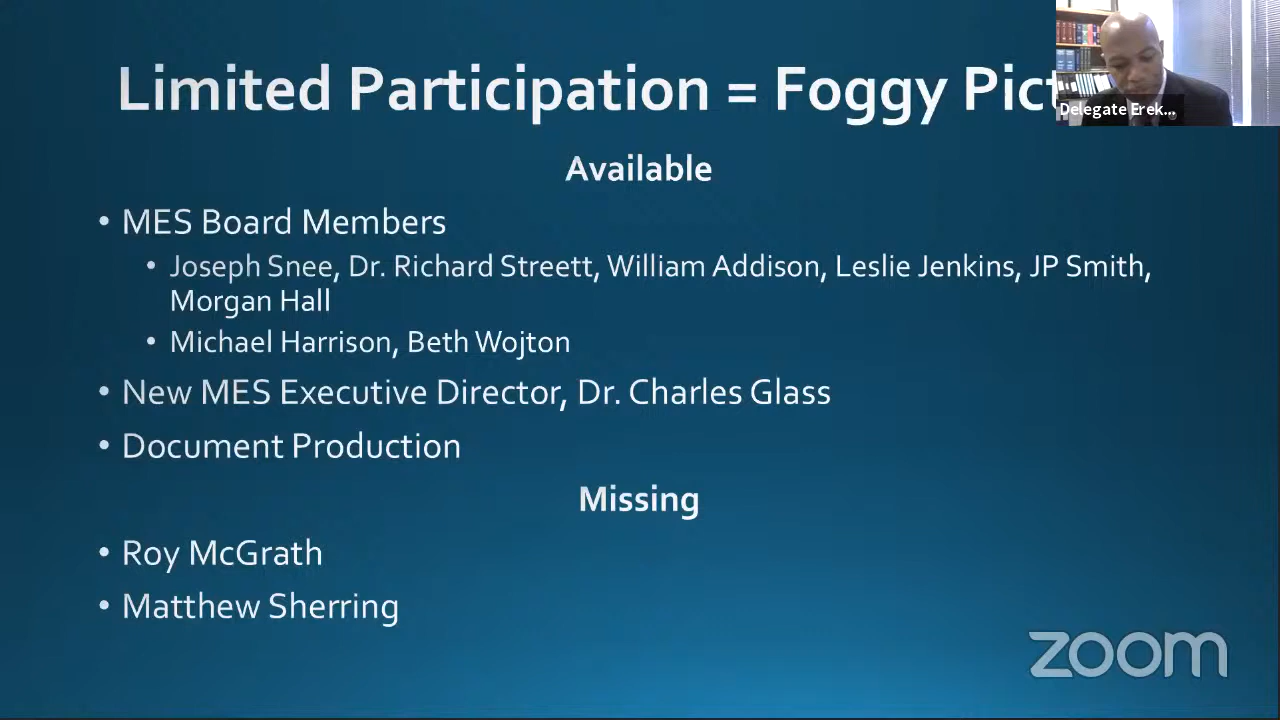 Limited Participation = Foggy Pict
Delegate Erek...
Available
• MES Board Members
• Joseph Snee, Dr. Richard Streett, William Addison, Leslie Jenkins, JP Smith,
Morgan Hall
• Michael Harrison, Beth Wojton
• New MES Executive Director, Dr. Charles Glass
• Document Production
Missing
• Roy McGrath
• Matthew Sherring
zoom